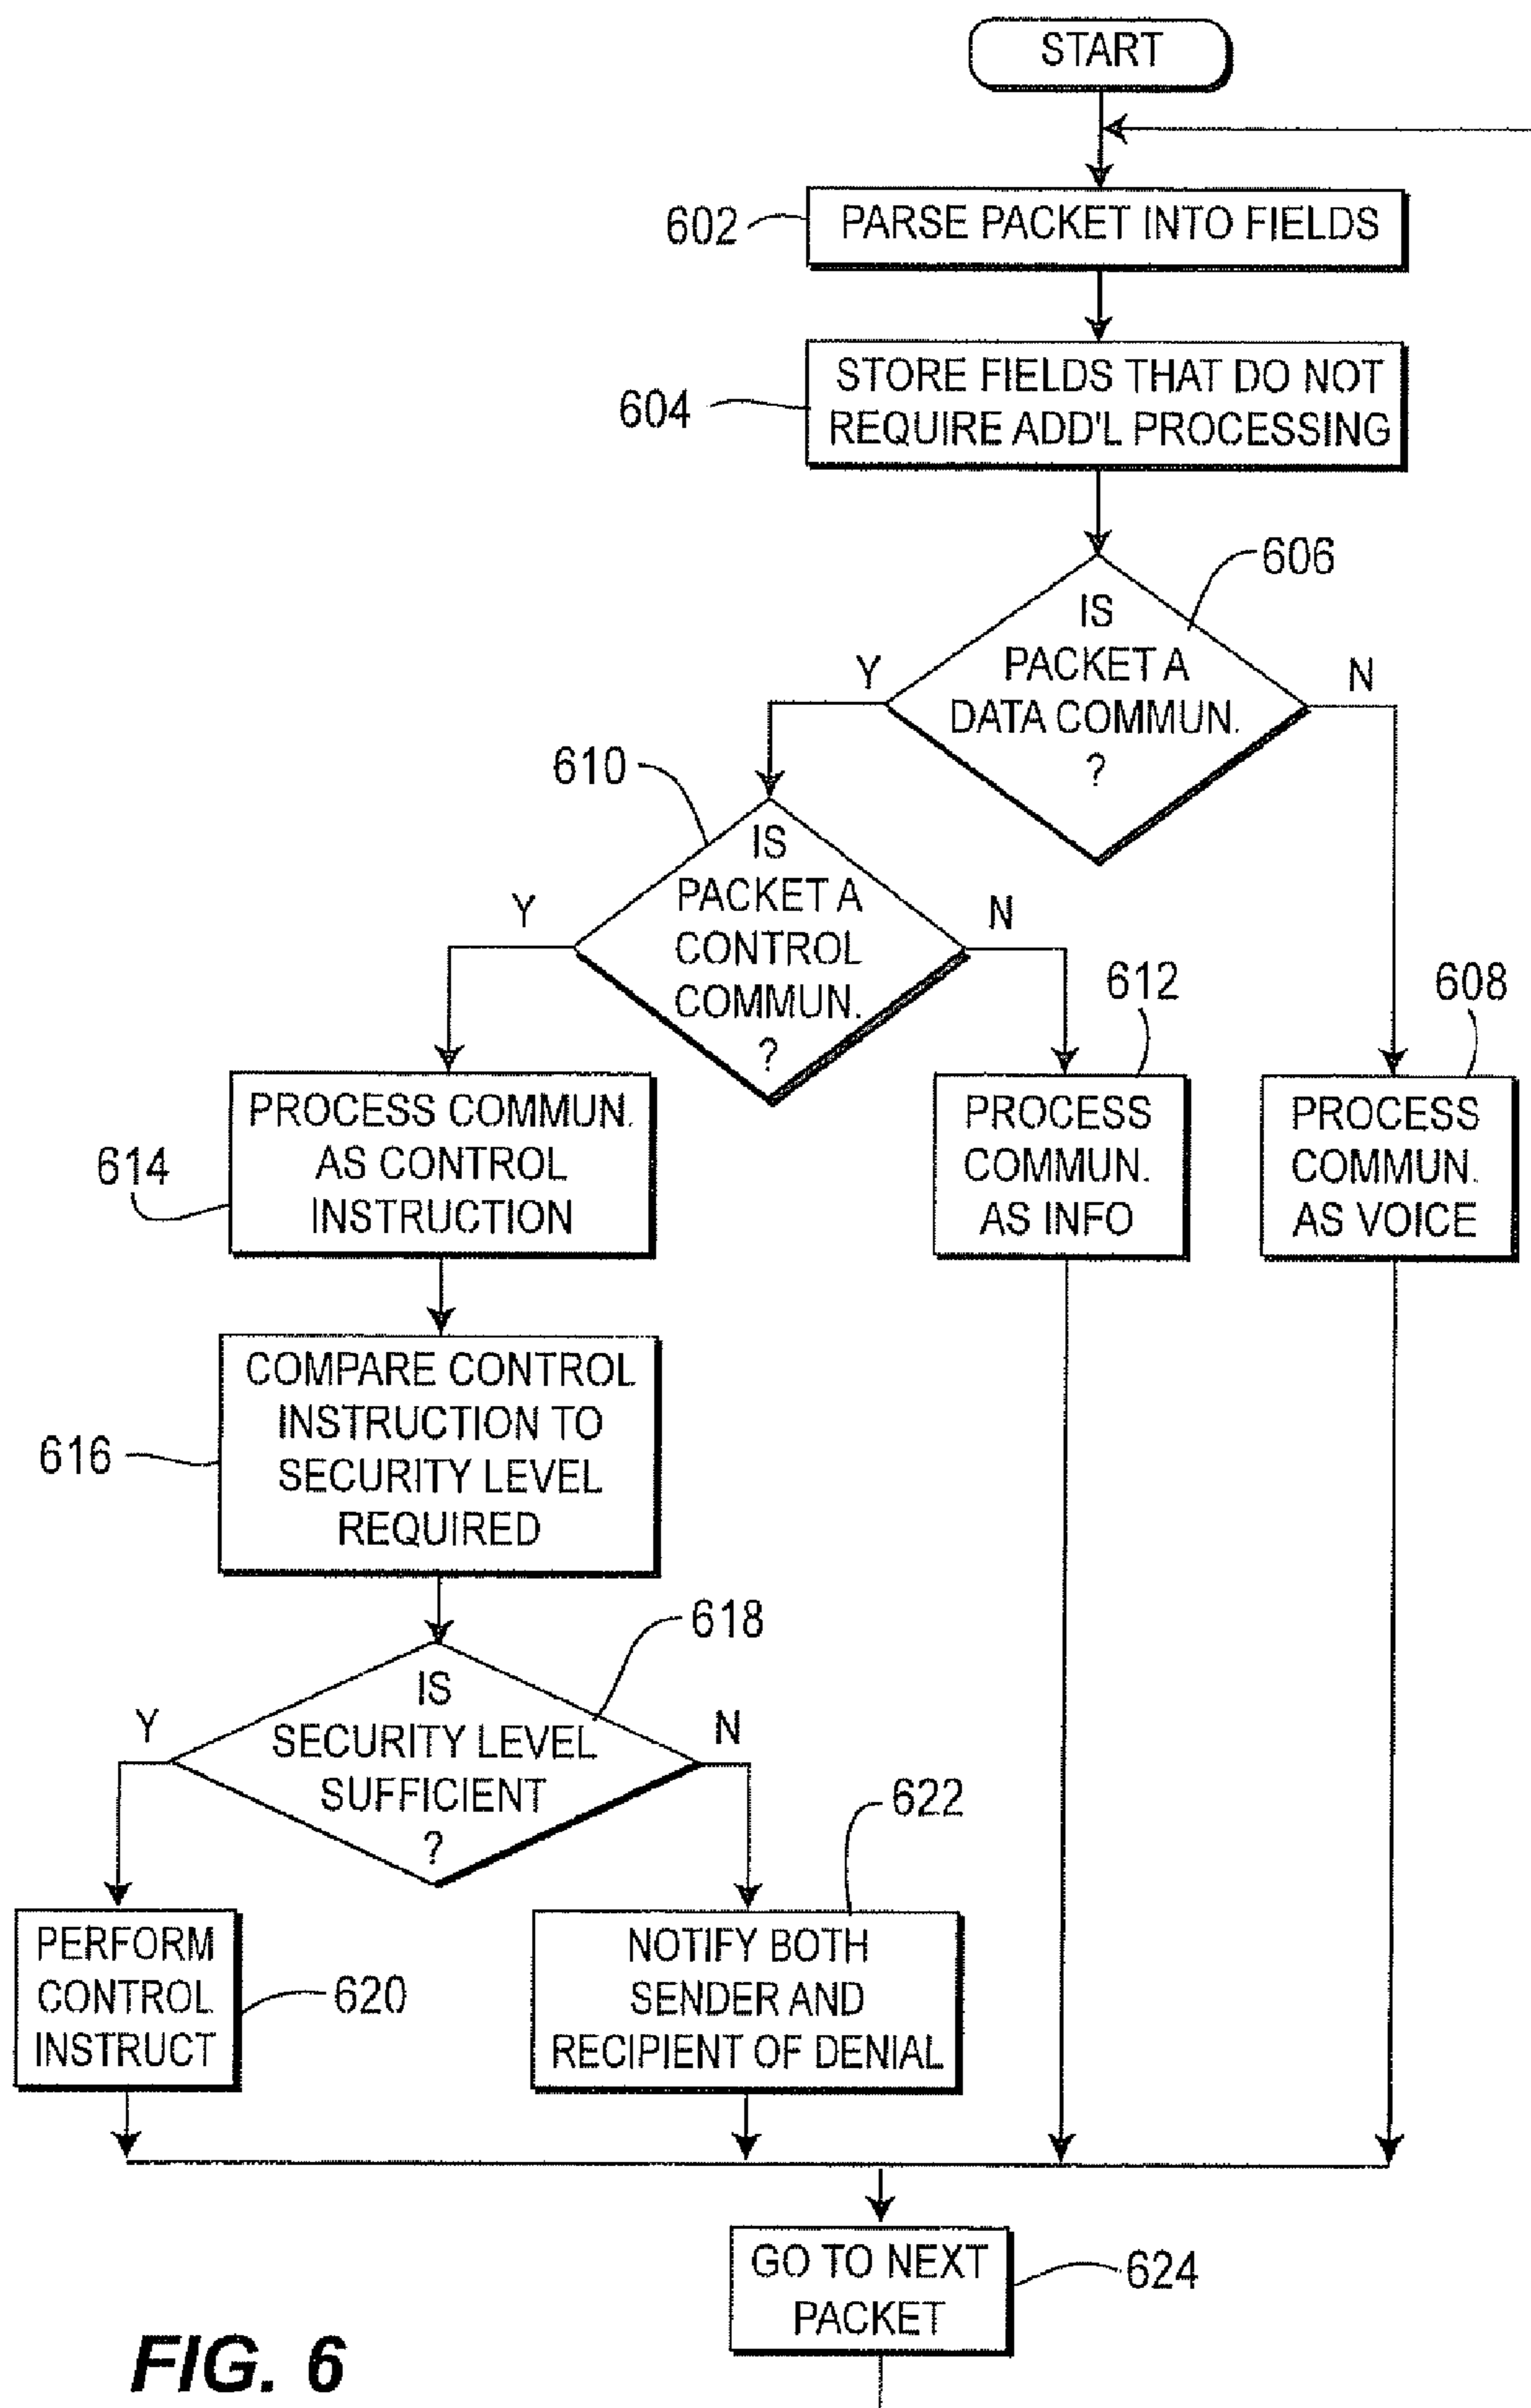 START
602
PARSE PACKET INTO FIELDS
604
STORE FIELDS THAT DO NOT
REQUIRE ADD'L PROCESSING
606
IS
PACKET A
DATA COMMUN.
?
Y
N
610
IS
PACKET A
CONTROL
COMMUN.
?
Y
N
612
608
614
PROCESS COMMUN.
AS CONTROL
INSTRUCTION
PROCESS
COMMUN.
AS INFO
PROCESS
COMMUN.
AS VOICE
616
COMPARE CONTROL
INSTRUCTION TO
SECURITY LEVEL
REQUIRED
618
IS
SECURITY LEVEL
SUFFICIENT
?
Y
N
622
PERFORM
CONTROL
INSTRUCT
620
NOTIFY BOTH
SENDER AND
RECIPIENT OF DENIAL
GO TO NEXT
PACKET
624
FIG. 6